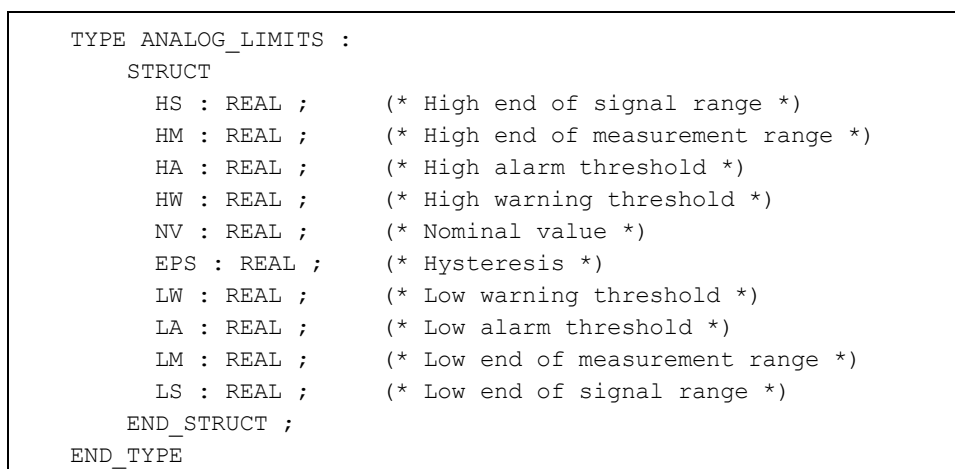 TYPE ANALOG_LIMITS :
STRUCT
HS : REAL ; (* High end of signal range *)
HM : REAL ; (* High end of measurement range *)
HA : REAL ; (* High alarm threshold *)
HW : REAL ; (* High warning threshold *)
NV : REAL ; (* Nominal value *)
EPS : REAL ; (* Hysteresis *)
LW : REAL ; (* Low warning threshold *)
LA : REAL ; (* Low alarm threshold *)
LM : REAL ; (* Low end of measurement range *)
LS : REAL ; (* Low end of signal range *)
END_STRUCT ;
END_TYPE